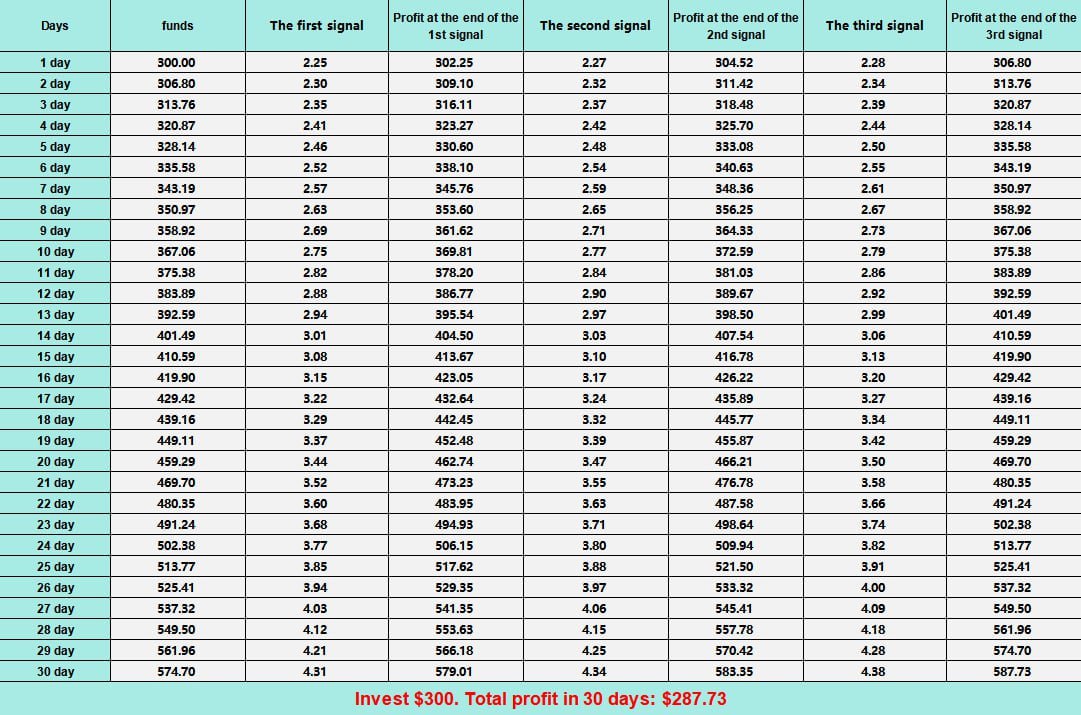 Days funds The first signal Profit at the end of the 1st signal The second signal Profit at the end of the 2nd signal The third signal Profit at the end of the 3rd signal
1 day 300.00 2.25 302.25 2.27 304.52 2.28 306.80
2 day 306.80 2.30 309.10 2.32 311.42 2.34 313.76
3 day 313.76 2.35 316.11 2.37 318.48 2.39 320.87
4 day 320.87 2.41 323.27 2.42 325.70 2.44 328.14
5 day 328.14 2.46 330.60 2.48 333.08 2.50 335.58
6 day 335.58 2.52 338.10 2.54 340.63 2.55 343.19
7 day 343.19 2.57 345.76 2.59 348.36 2.61 350.97
8 day 350.97 2.63 353.60 2.65 356.25 2.67 358.92
9 day 358.92 2.69 361.62 2.71 364.33 2.73 367.06
10 day 367.06 2.75 369.81 2.77 372.59 2.79 375.38
11 day 375.38 2.82 378.20 2.84 381.03 2.86 383.89
12 day 383.89 2.88 386.77 2.90 389.67 2.92 392.59
13 day 392.59 2.94 395.54 2.97 398.50 2.99 401.49
14 day 401.49 3.01 404.50 3.03 407.54 3.06 410.59
15 day 410.59 3.08 413.67 3.10 416.78 3.13 419.90
16 day 419.90 3.15 423.05 3.17 426.22 3.20 429.42
17 day 429.42 3.22 432.64 3.24 435.89 3.27 439.16
18 day 439.16 3.29 442.45 3.32 445.77 3.34 449.11
19 day 449.11 3.37 452.48 3.39 455.87 3.42 459.29
20 day 459.29 3.44 462.74 3.47 466.21 3.50 469.70
21 day 469.70 3.52 473.23 3.55 476.78 3.58 480.35
22 day 480.35 3.60 483.95 3.63 487.58 3.66 491.24
23 day 491.24 3.68 494.93 3.71 498.64 3.74 502.38
24 day 502.38 3.77 506.15 3.80 509.94 3.82 513.77
25 day 513.77 3.85 517.62 3.88 521.50 3.91 525.41
26 day 525.41 3.94 529.35 3.97 533.32 4.00 537.32
27 day 537.32 4.03 541.35 4.06 545.41 4.09 549.50
28 day 549.50 4.12 553.63 4.15 557.78 4.18 561.96
29 day 561.96 4.21 566.18 4.25 570.42 4.28 574.70
30 day 574.70 4.31 579.01 4.34 583.35 4.38 587.73
Invest $300. Total profit in 30 days: $287.73